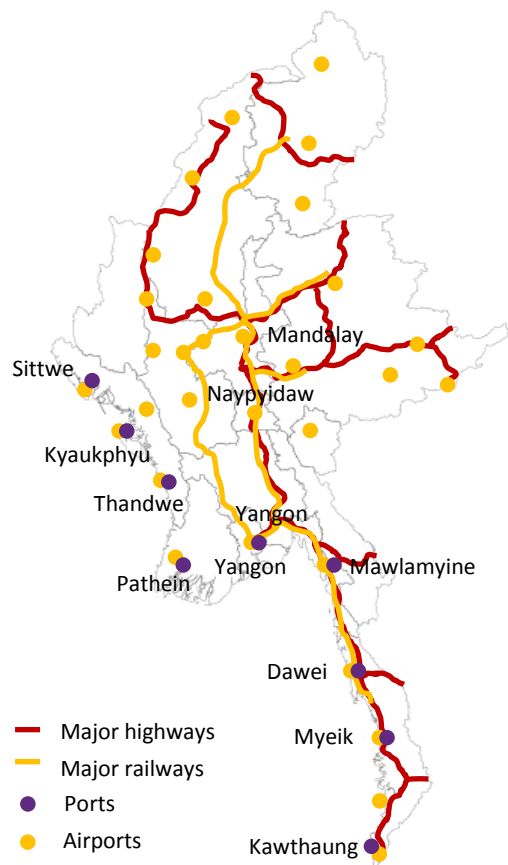 Mandalay
Sittwe
Naypyidaw
Kyaukphyu
Thandwe
Yangon
Yangon
Mawlamyine
Pathein
Dawei
Myeik
Major highways
Major railways
Ports
Airports
Kawthaung